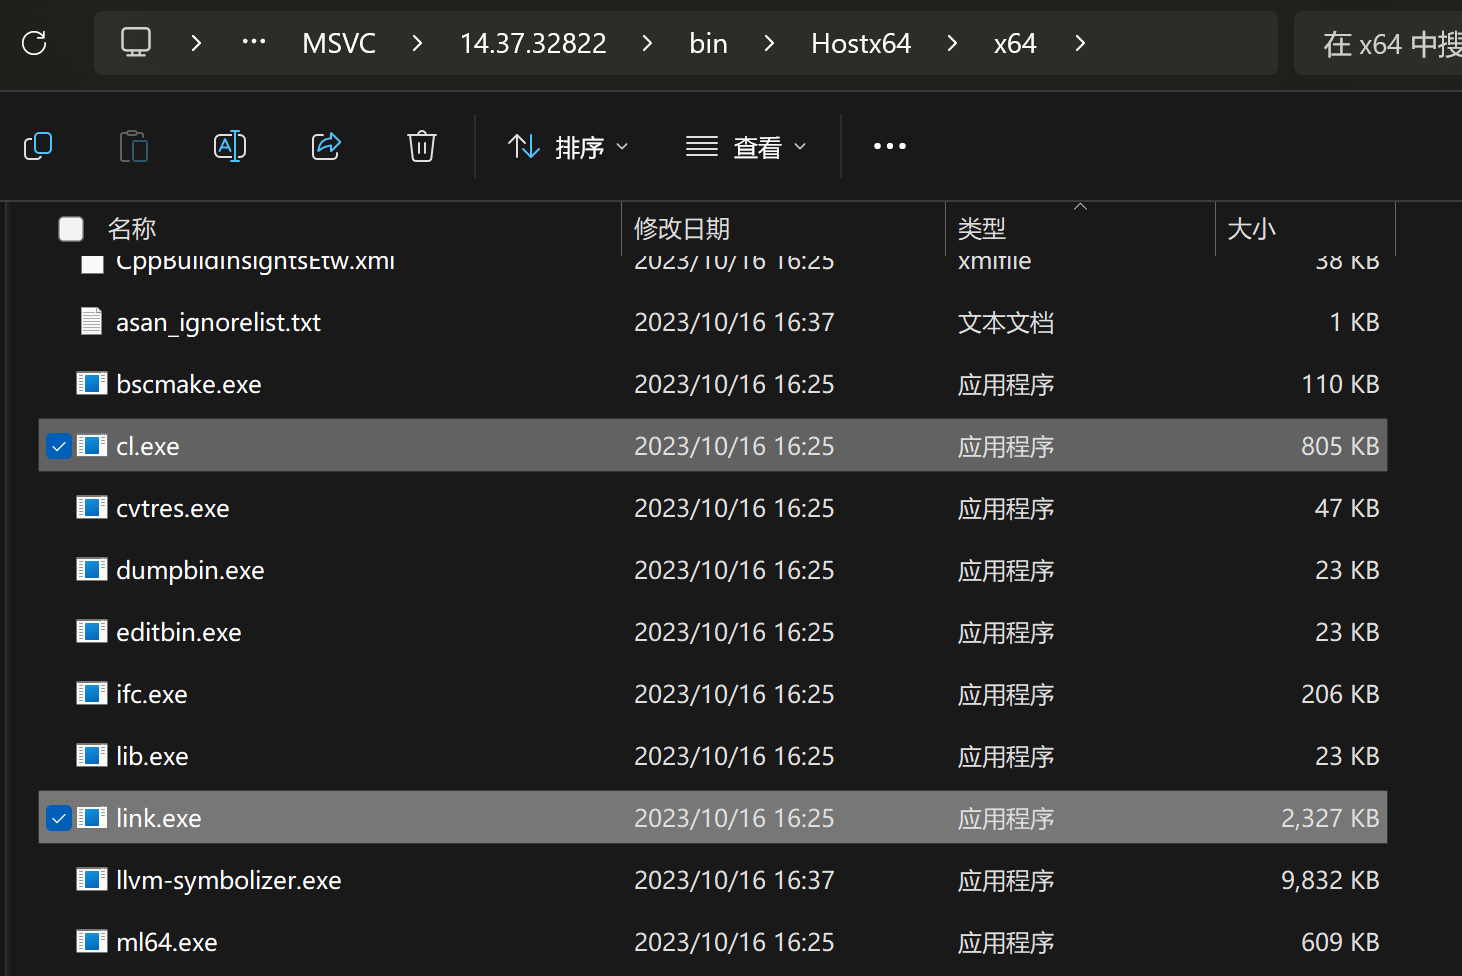 MSVC > 14.37.32822 > bin > Hostx64 > x64 >
在 x64 中搜
排序 查看
名称 修改日期 类型 大小
CppBuildInsightsEtw.xml 2023/10/16 16:25 xmlfile 38 KB
asan_ignorelist.txt 2023/10/16 16:37 文本文档 1 KB
bscmake.exe 2023/10/16 16:25 应用程序 110 KB
cl.exe 2023/10/16 16:25 应用程序 805 KB
cvtres.exe 2023/10/16 16:25 应用程序 47 KB
dumpbin.exe 2023/10/16 16:25 应用程序 23 KB
editbin.exe 2023/10/16 16:25 应用程序 23 KB
ifc.exe 2023/10/16 16:25 应用程序 206 KB
lib.exe 2023/10/16 16:25 应用程序 23 KB
link.exe 2023/10/16 16:25 应用程序 2,327 KB
llvm-symbolizer.exe 2023/10/16 16:37 应用程序 9,832 KB
ml64.exe 2023/10/16 16:25 应用程序 609 KB